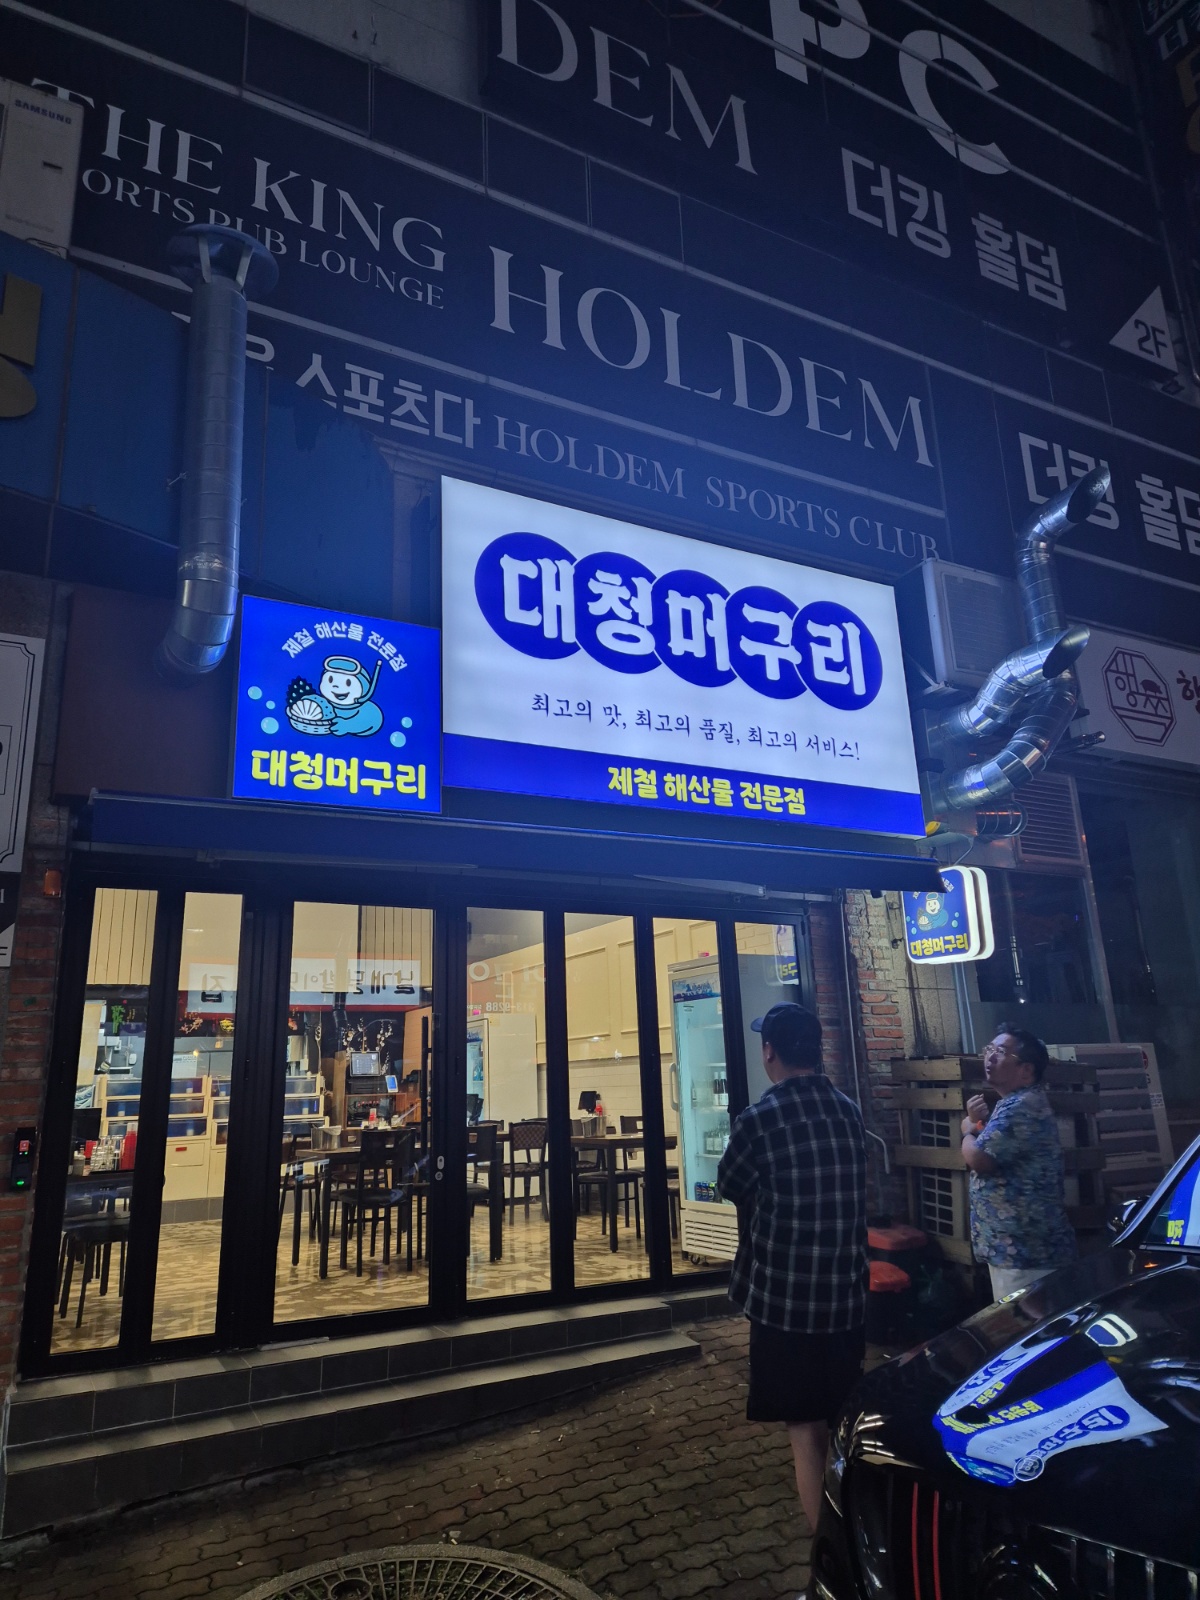 PC
DEM
더킹 홀덤
2F
SAMSUNG
THE KING
ORTS PUB LOUNGE
HOLDEM
스포츠다
HOLDEM SPORTS CLUB
더킹 홀덤
대청머구리
최고의 맛, 최고의 품질, 최고의 서비스!
제철 해산물 전문점
제철 해산물 전문점
대청머구리
대청머구리
행쏘